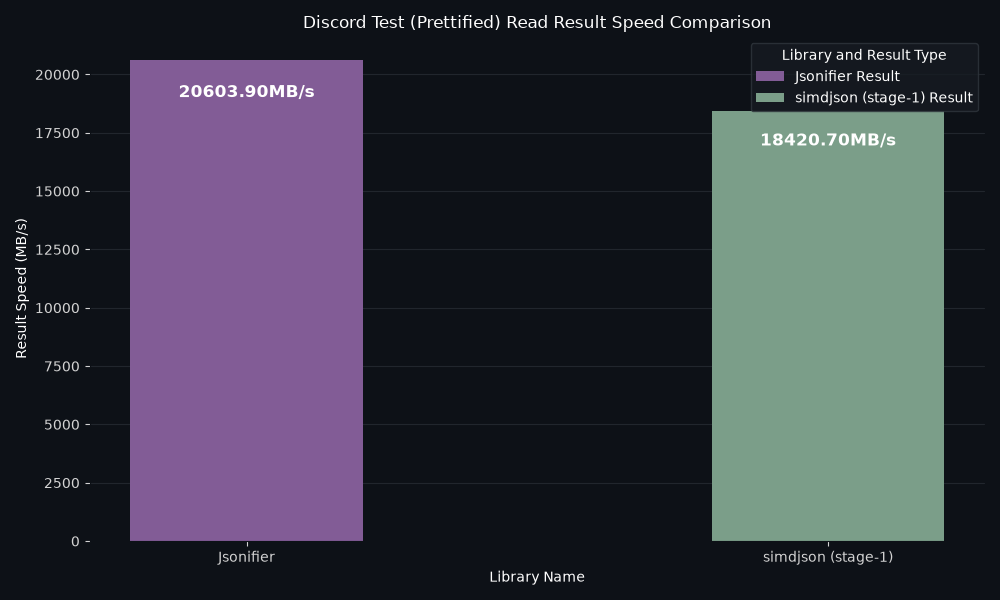 Discord Test (Prettified) Read Result Speed Comparison
Library and Result Type
Jsonifier Result
simdjson (stage-1) Result
20603.90MB/s
18420.70MB/s
Result Speed (MB/s)
20000
17500
15000
12500
10000
7500
5000
2500
0
Jsonifier
simdjson (stage-1)
Library Name